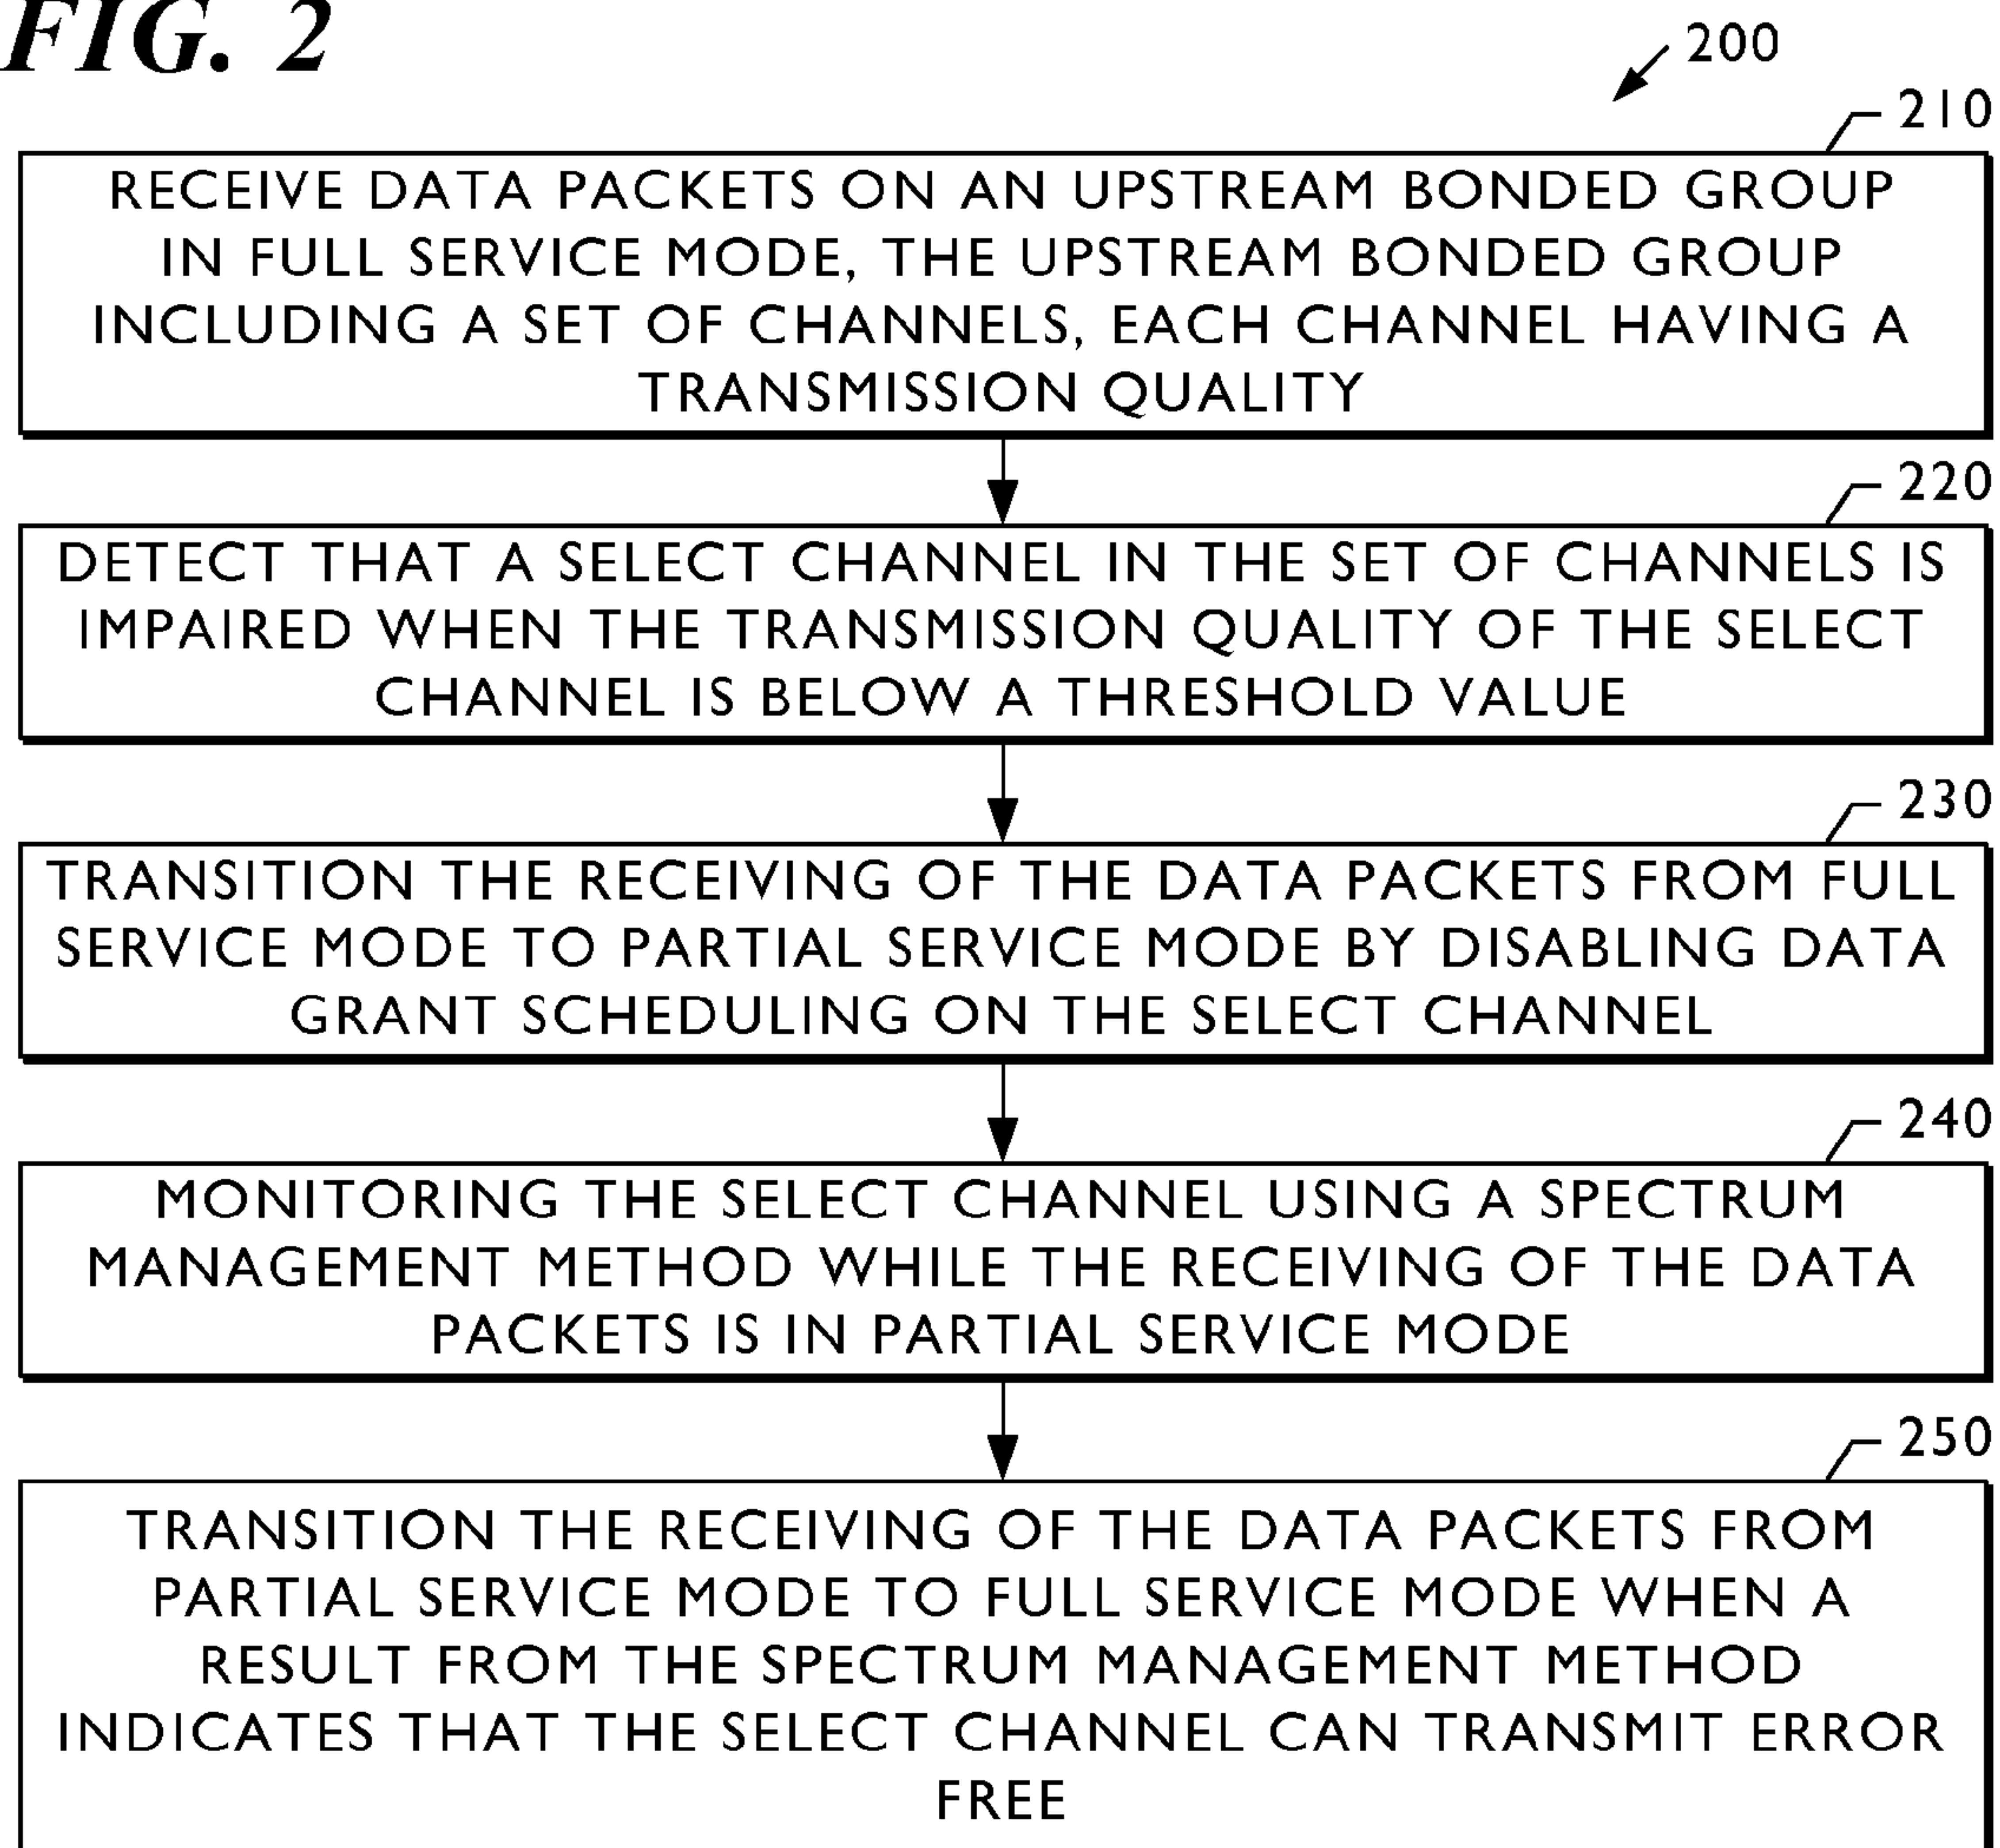 FIG. 2
200
210
RECEIVE DATA PACKETS ON AN UPSTREAM BONDED GROUP
IN FULL SERVICE MODE, THE UPSTREAM BONDED GROUP
INCLUDING A SET OF CHANNELS, EACH CHANNEL HAVING A
TRANSMISSION QUALITY
220
DETECT THAT A SELECT CHANNEL IN THE SET OF CHANNELS IS
IMPAIRED WHEN THE TRANSMISSION QUALITY OF THE SELECT
CHANNEL IS BELOW A THRESHOLD VALUE
230
TRANSITION THE RECEIVING OF THE DATA PACKETS FROM FULL
SERVICE MODE TO PARTIAL SERVICE MODE BY DISABLING DATA
GRANT SCHEDULING ON THE SELECT CHANNEL
240
MONITORING THE SELECT CHANNEL USING A SPECTRUM
MANAGEMENT METHOD WHILE THE RECEIVING OF THE DATA
PACKETS IS IN PARTIAL SERVICE MODE
250
TRANSITION THE RECEIVING OF THE DATA PACKETS FROM
PARTIAL SERVICE MODE TO FULL SERVICE MODE WHEN A
RESULT FROM THE SPECTRUM MANAGEMENT METHOD
INDICATES THAT THE SELECT CHANNEL CAN TRANSMIT ERROR
FREE